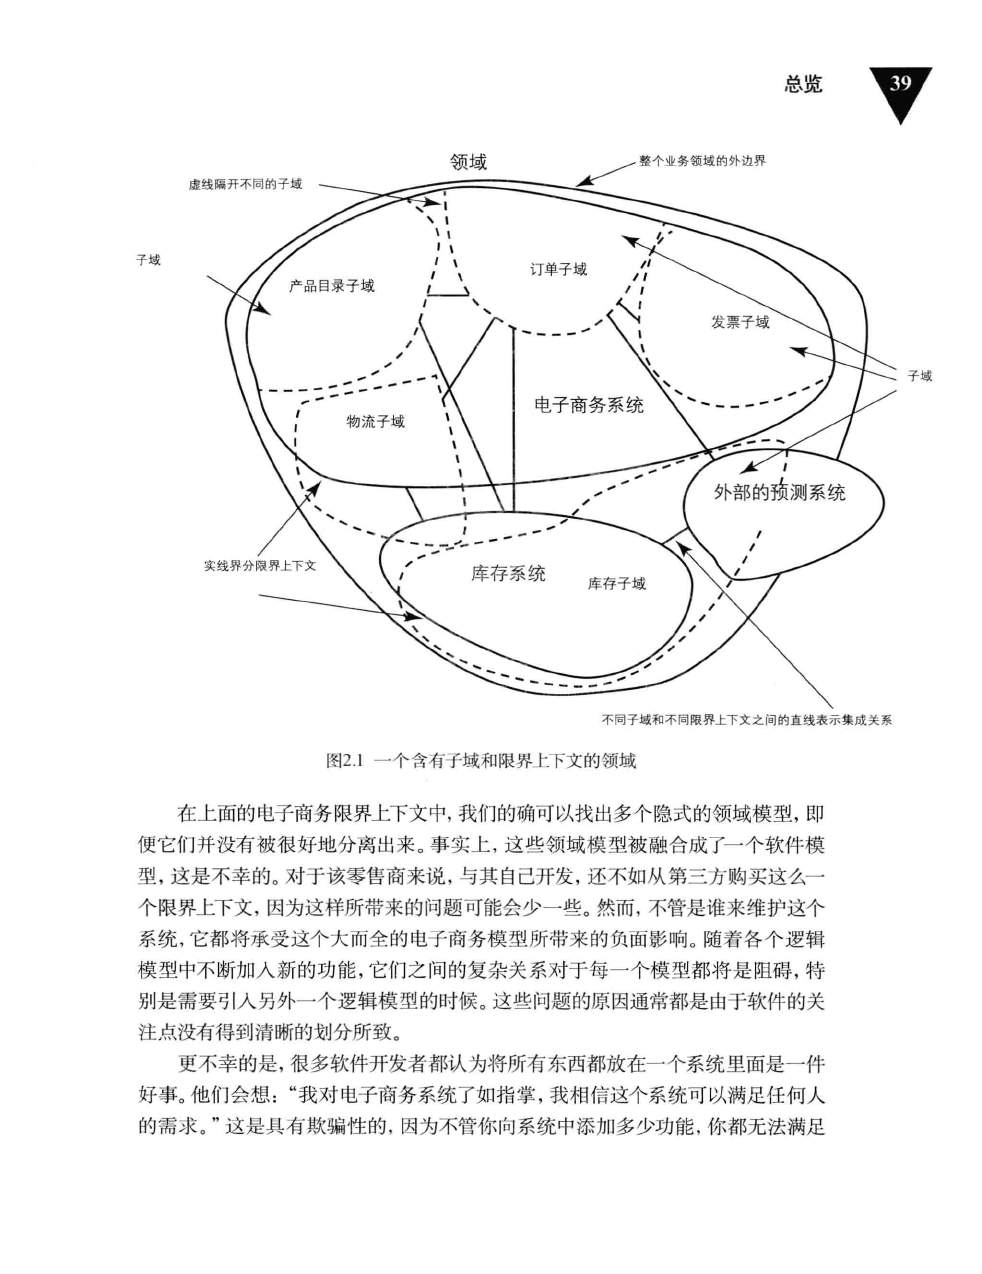 总览 39
领域
整个业务领域的外边界
虚线隔开不同的子域
子域
产品目录子域
订单子域
发票子域
子域
电子商务系统
物流子域
外部的预测系统
实线界分限界上下文
库存系统
库存子域
不同子域和不同限界上下文之间的直线表示集成关系
图2.1 一个含有子域和限界上下文的领域
在上面的电子商务限界上下文中，我们的确可以找出多个隐式的领域模型，即
便它们并没有被很好地分离出来。事实上，这些领域模型被融合成了一个软件模
型，这是不幸的。对于该零售商来说，与其自己开发，还不如从第三方购买这么一
个限界上下文，因为这样所带来的问题可能会少一些。然而，不管是谁来维护这个
系统，它都将承受这个大而全的电子商务模型所带来的负面影响。随着各个逻辑
模型中不断加入新的功能，它们之间的复杂关系对于每一个模型都将是阻碍，特
别是需要引入另外一个逻辑模型的时候。这些问题的原因通常都是由于软件的关
注点没有得到清晰的划分所致。
更不幸的是，很多软件开发者都认为将所有东西都放在一个系统里面是一件
好事。他们会想：“我对电子商务系统了如指掌，我相信这个系统可以满足任何人
的需求。”这是具有欺骗性的，因为不管你向系统中添加多少功能，你都无法满足